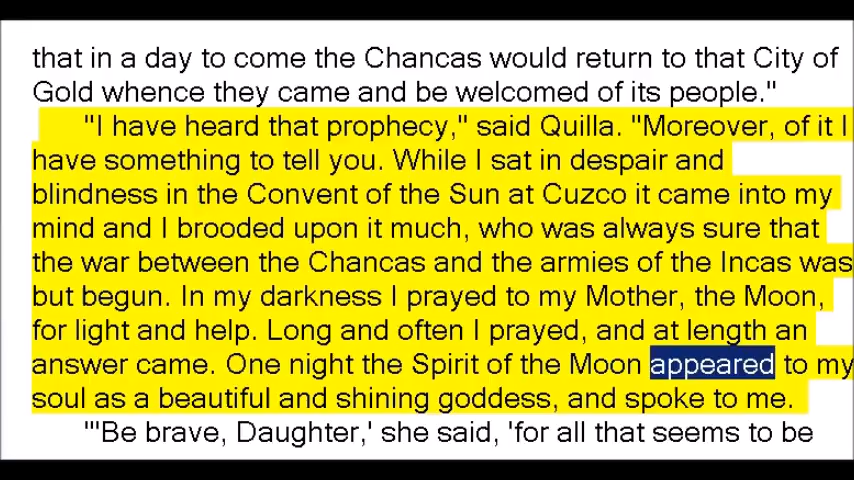 that in a day to come the Chancas would return to that City of
Gold whence they came and be welcomed of its people."
"I have heard that prophecy," said Quilla. "Moreover, of it I
have something to tell you. While I sat in despair and
blindness in the Convent of the Sun at Cuzco it came into my
mind and I brooded upon it much, who was always sure that
the war between the Chancas and the armies of the Incas was
but begun. In my darkness I prayed to my Mother, the Moon,
for light and help. Long and often I prayed, and at length an
answer came. One night the Spirit of the Moon appeared to my
soul as a beautiful and shining goddess, and spoke to me.
"'Be brave, Daughter,' she said, 'for all that seems to be